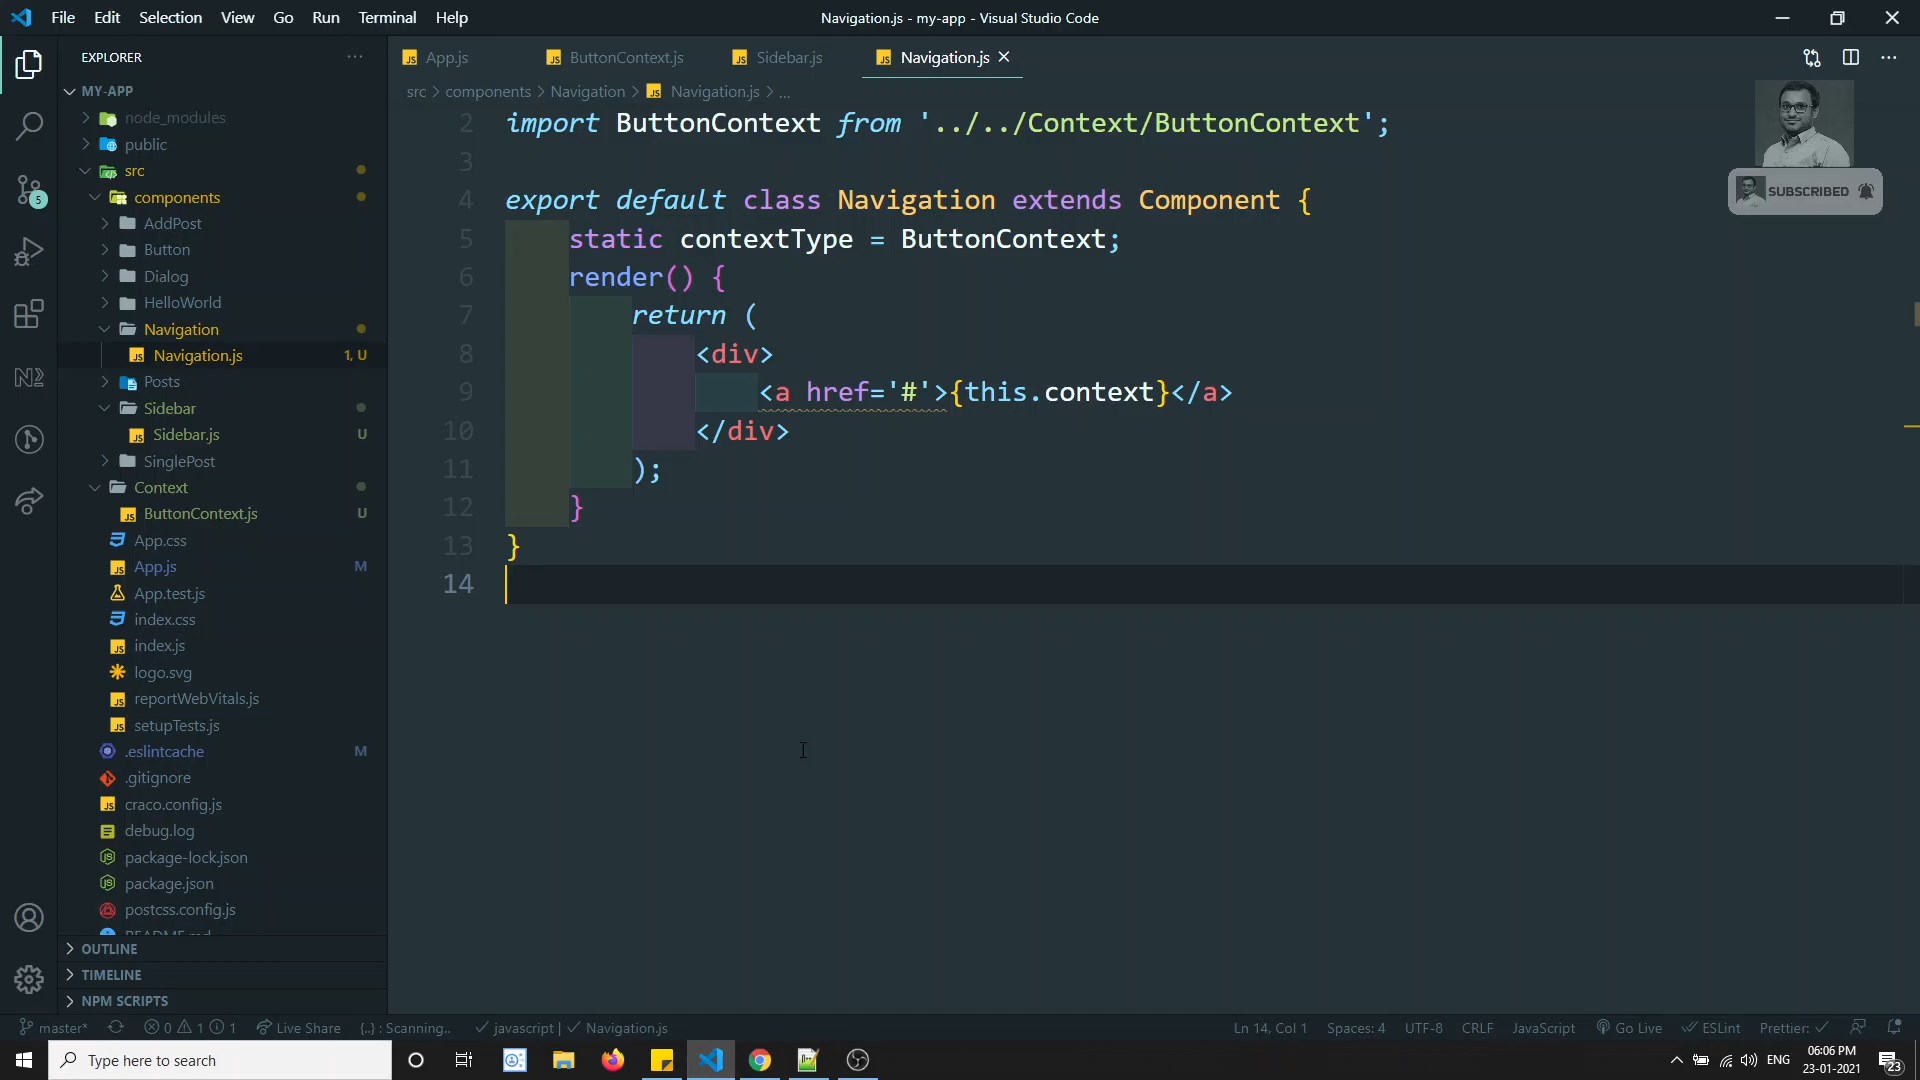 File Edit Selection View Go Run Terminal Help
Navigation.js - my-app - Visual Studio Code
EXPLORER
App.js
ButtonContext.js
Sidebar.js
Navigation.js
MY-APP
node_modules
public
src
components
AddPost
Button
Dialog
HelloWorld
Navigation
Navigation.js 1, U
Posts
Sidebar
Sidebar.js U
SinglePost
Context
ButtonContext.js U
App.css
App.js M
App.test.js
index.css
index.js
logo.svg
reportWebVitals.js
setupTests.js
.eslintcache M
.gitignore
craco.config.js
debug.log
package-lock.json
package.json
postcss.config.js
OUTLINE
TIMELINE
NPM SCRIPTS
5
src > components > Navigation > Navigation.js > ...
2 import ButtonContext from '../../Context/ButtonContext';
3
4 export default class Navigation extends Component {
5 static contextType = ButtonContext;
6 render() {
7 return (
8 <div>
9 <a href='#'>{this.context}</a>
10 </div>
11 );
12 }
13 }
14
SUBSCRIBED
master* 0 1 1 Live Share {..} : Scanning.. javascript | Navigation.js
Ln 14, Col 1 Spaces: 4 UTF-8 CRLF JavaScript Go Live ESLint Prettier:
Type here to search
ENG
06:06 PM
23-01-2021
23